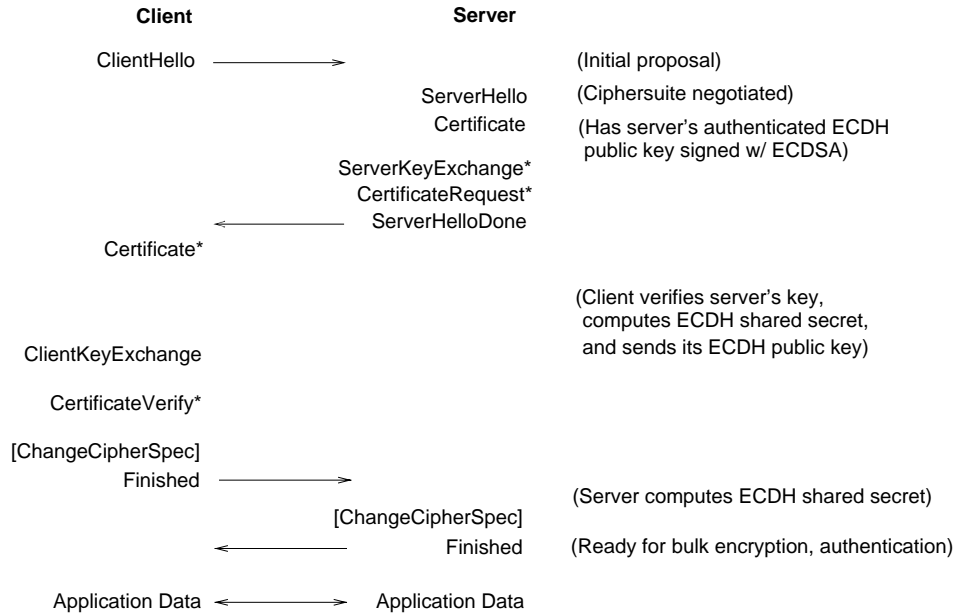 Client Server
ClientHello (Initial proposal)
ServerHello (Ciphersuite negotiated)
Certificate (Has server's authenticated ECDH
public key signed w/ ECDSA)
ServerKeyExchange*
CertificateRequest*
ServerHelloDone
Certificate*
(Client verifies server's key,
computes ECDH shared secret,
ClientKeyExchange and sends its ECDH public key)
CertificateVerify*
[ChangeCipherSpec]
Finished
(Server computes ECDH shared secret)
[ChangeCipherSpec]
Finished (Ready for bulk encryption, authentication)
Application Data Application Data